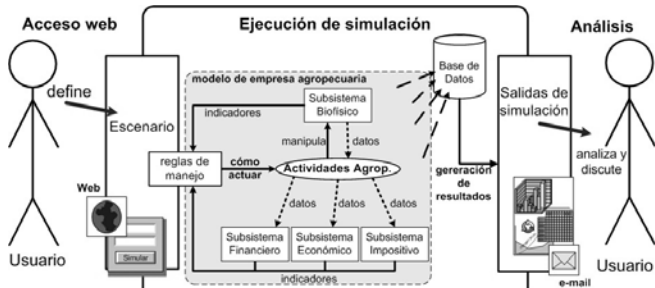 Acceso web
Ejecución de simulación
Análisis
define
Escenario
Web
Simular
Usuario
modelo de empresa agropecuaria
indicadores
Subsistema
Biofísico
manipula
datos
reglas de
manejo
cómo
actuar
Actividades Agrop.
datos
datos
datos
Subsistema
Financiero
Subsistema
Económico
Subsistema
Impositivo
indicadores
Base de
Datos
gereración
de
resultados
Salidas de
simulación
analiza y
discute
e-mail
Usuario